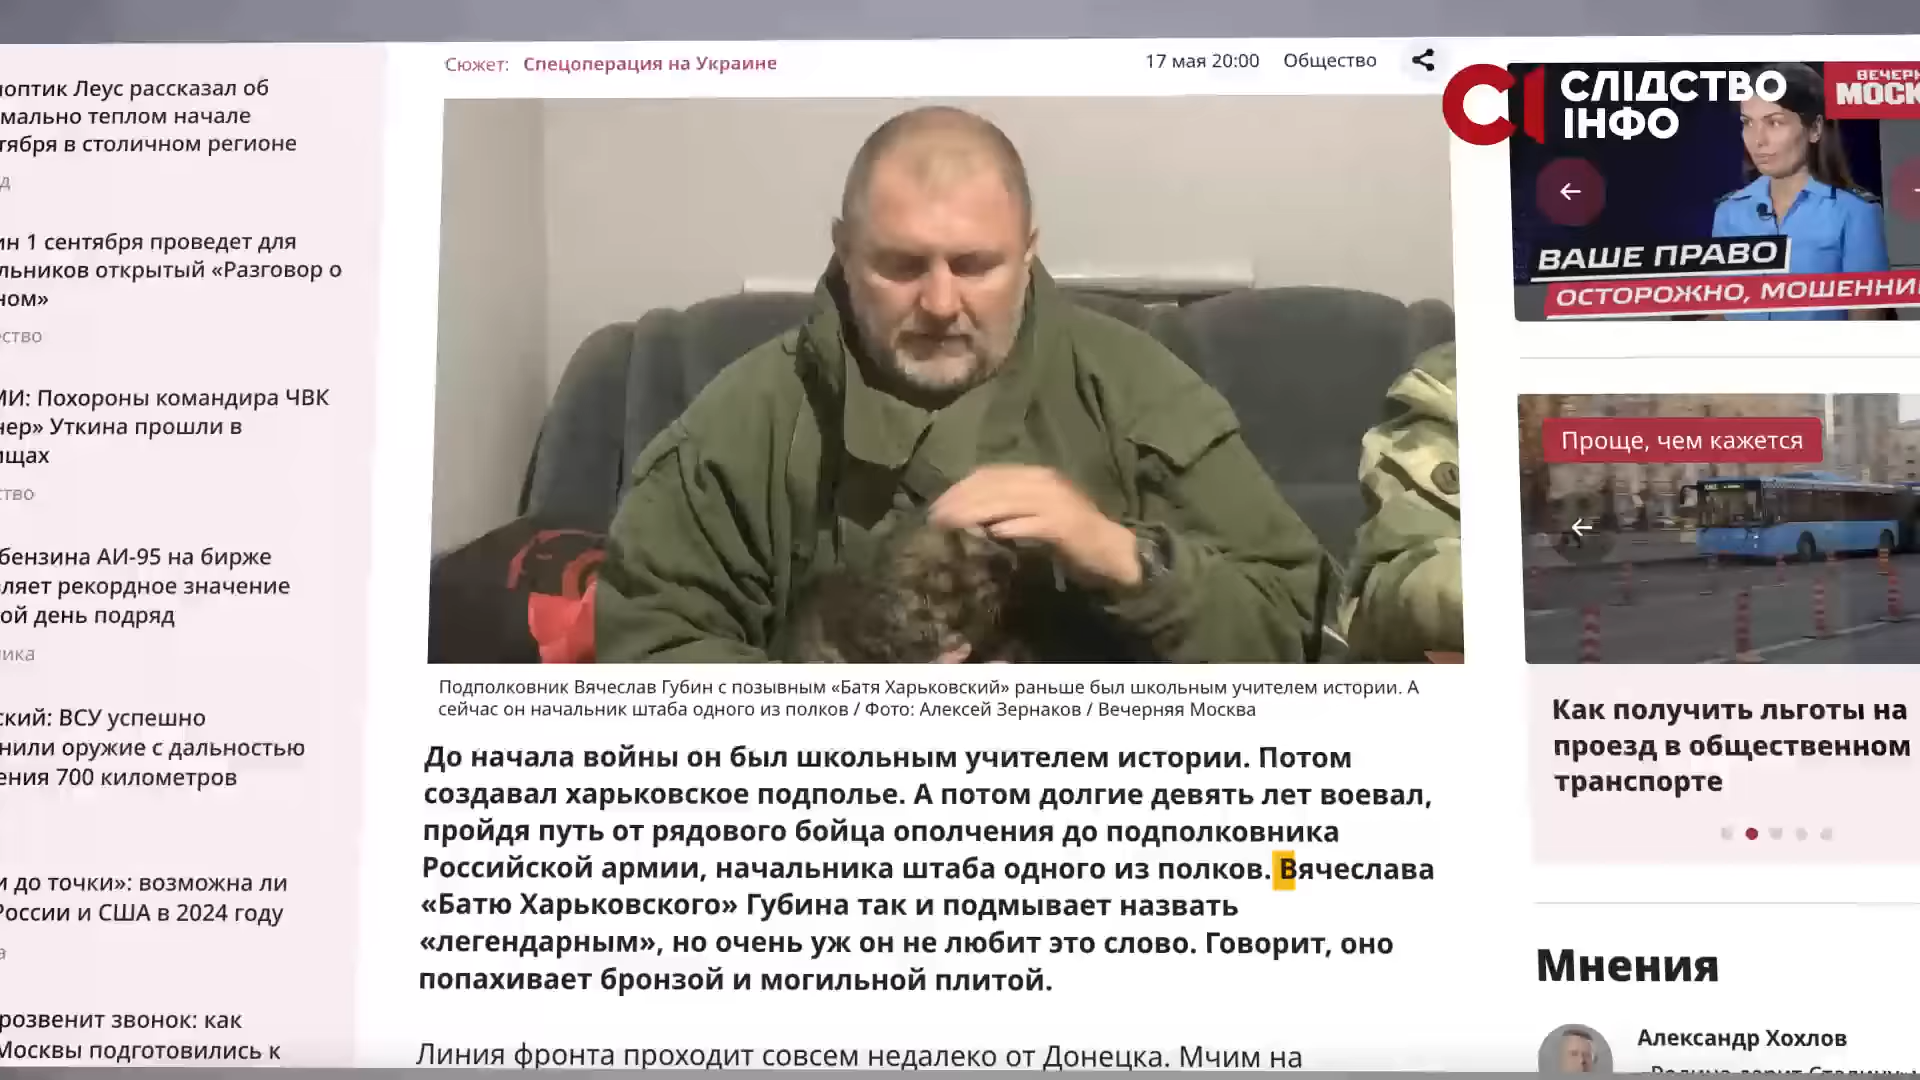 оптик Леус рассказал об
мально теплом начале
тября в столичном регионе
д
ин 1 сентября проведет для
льников открытый «Разговор о
ном»
ство
МИ: Похороны командира ЧВК
нер» Уткина прошли в
щах
ство
бензина АИ-95 на бирже
ляет рекордное значение
ой день подряд
ика
ский: ВСУ успешно
нили оружие с дальностью
ения 700 километров
и до точки»: возможна ли
России и США в 2024 году
а
розвенит звонок: как
Москвы подготовились к
Сюжет: Спецоперация на Украине
17 мая 20:00 Общество
Подполковник Вячеслав Губин с позывным «Батя Харьковский» раньше был школьным учителем истории. А
сейчас он начальник штаба одного из полков / Фото: Алексей Зернаков / Вечерняя Москва
До начала войны он был школьным учителем истории. Потом
создавал харьковское подполье. А потом долгие девять лет воевал,
пройдя путь от рядового бойца ополчения до подполковника
Российской армии, начальника штаба одного из полков. Вячеслава
«Батю Харьковского» Губина так и подмывает назвать
«легендарным», но очень уж он не любит это слово. Говорит, оно
попахивает бронзой и могильной плитой.
Линия фронта проходит совсем недалеко от Донецка. Мчим на
СЛІДСТВО
ІНФО
ВЕЧЕРН
МОСК
ВАШЕ ПРАВО
ОСТОРОЖНО, МОШЕННИ
Проще, чем кажется
Как получить льготы на
проезд в общественном
транспорте
Мнения
Александр Хохлов